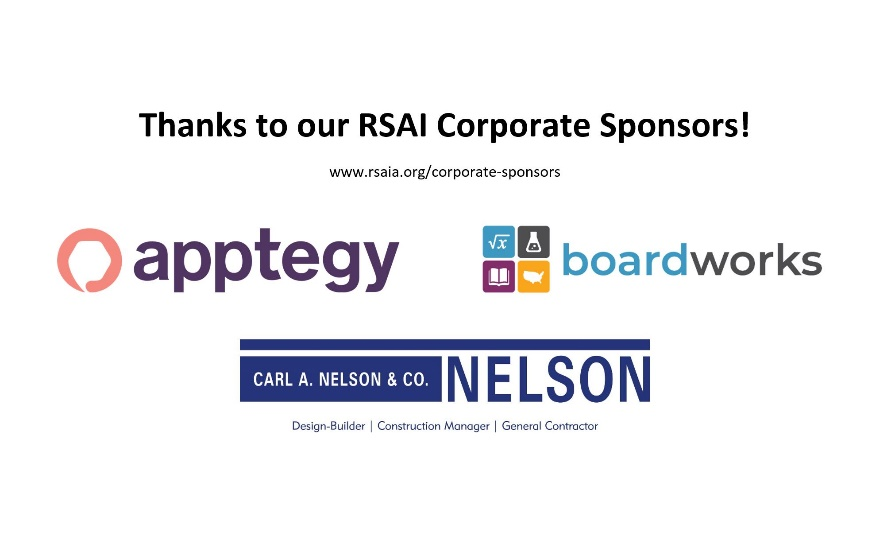 Thanks to our RSAI Corporate Sponsors!
www.rsaia.org/corporate-sponsors
apptegy
√x boardworks
CARL A. NELSON & CO. NELSON
Design-Builder | Construction Manager | General Contractor